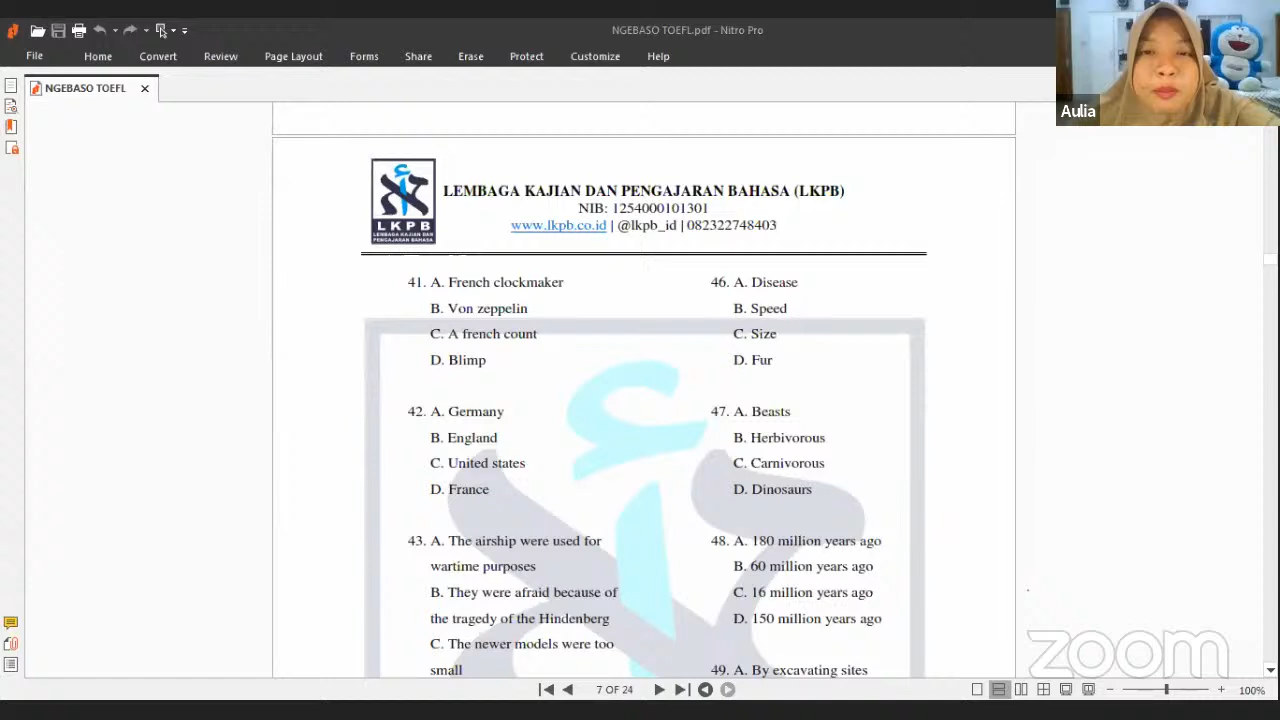 NGEBASO TOEFL.pdf - Nitro Pro
File Home Convert Review Page Layout Forms Share Erase Protect Customize Help
NGEBASO TOEFL
Aulia
LKPB
LEMBAGA KAJIAN DAN
PENGAJARAN BAHASA
LEMBAGA KAJIAN DAN PENGAJARAN BAHASA (LKPB)
NIB: 1254000101301
www.lkpb.co.id | @lkpb_id | 082322748403
41. A. French clockmaker
B. Von zeppelin
C. A french count
D. Blimp
42. A. Germany
B. England
C. United states
D. France
43. A. The airship were used for
wartime purposes
B. They were afraid because of
the tragedy of the Hindenberg
C. The newer models were too
small
46. A. Disease
B. Speed
C. Size
D. Fur
47. A. Beasts
B. Herbivorous
C. Carnivorous
D. Dinosaurs
48. A. 180 million years ago
B. 60 million years ago
C. 16 million years ago
D. 150 million years ago
49. A. By excavating sites
zoom
7 OF 24
100%